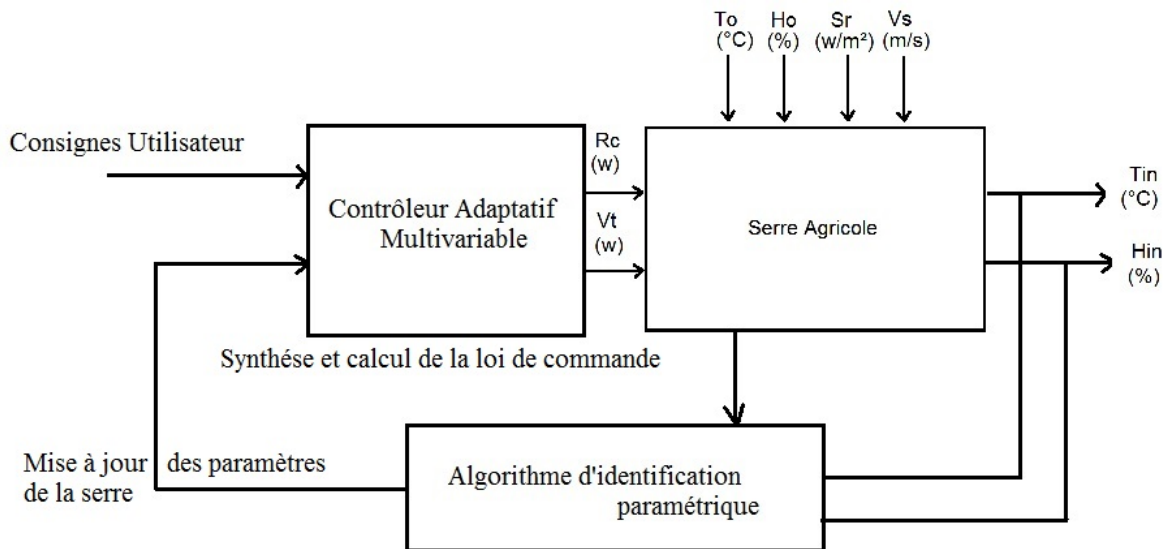 To Ho Sr Vs
(°C) (%) (w/m²) (m/s)
Consignes Utilisateur
Rc
(w)
Tin
(°C)
Contrôleur Adaptatif
Multivariable
Vt
(w)
Serre Agricole
Hin
(%)
Synthése et calcul de la loi de commande
Mise à jour des paramètres
de la serre
Algorithme d'identification
paramétrique